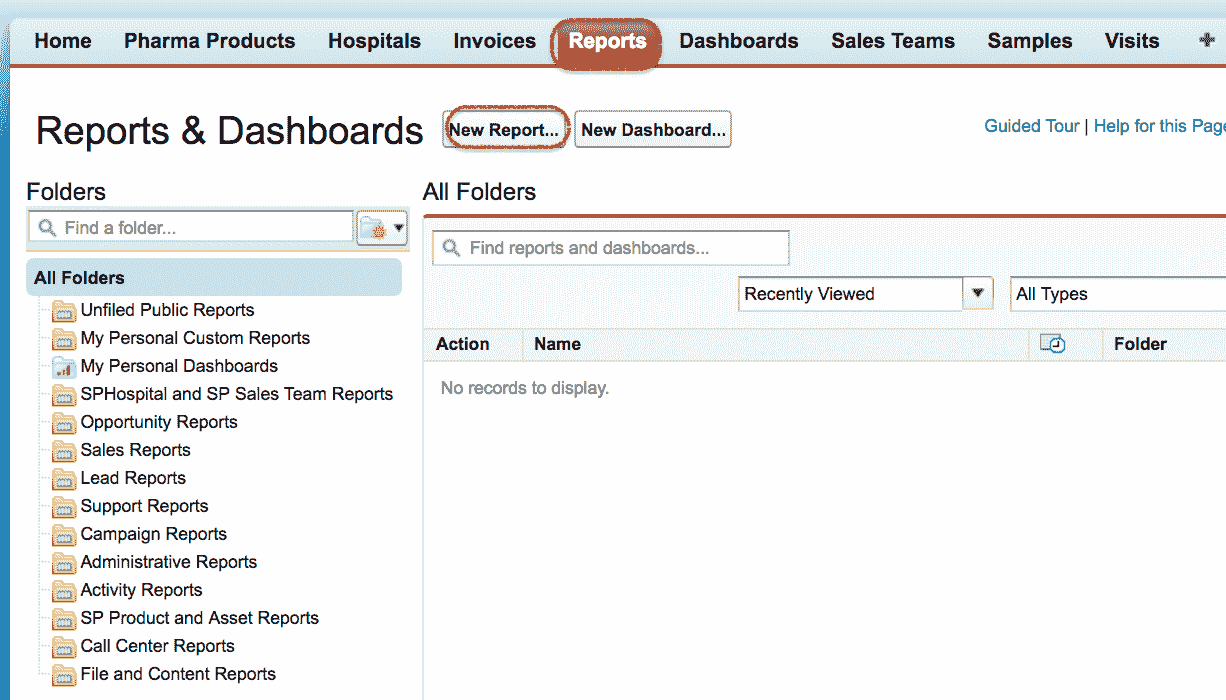 Home Pharma Products Hospitals Invoices Reports Dashboards Sales Teams Samples Visits +
Reports & Dashboards New Report... New Dashboard... Guided Tour | Help for this Page
Folders
Find a folder...
All Folders
Unfiled Public Reports
My Personal Custom Reports
My Personal Dashboards
SPHospital and SP Sales Team Reports
Opportunity Reports
Sales Reports
Lead Reports
Support Reports
Campaign Reports
Administrative Reports
Activity Reports
SP Product and Asset Reports
Call Center Reports
File and Content Reports
All Folders
Find reports and dashboards...
Recently Viewed All Types
Action Name Folder
No records to display.